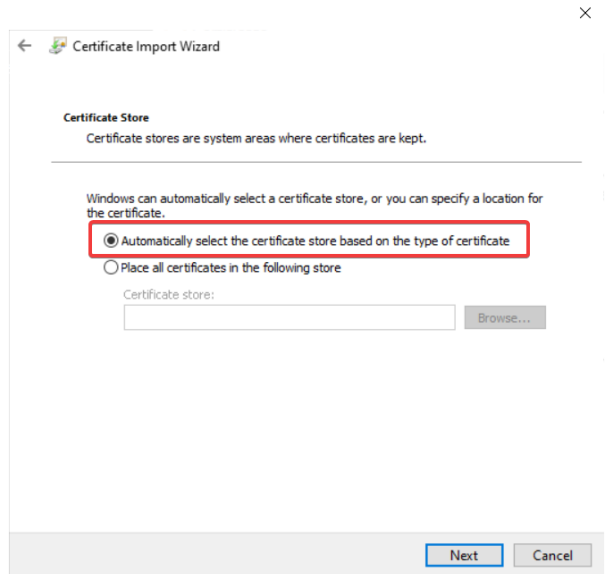 Certificate Import Wizard
Certificate Store
Certificate stores are system areas where certificates are kept.
Windows can automatically select a certificate store, or you can specify a location for
the certificate.
Automatically select the certificate store based on the type of certificate
Place all certificates in the following store
Certificate store:
Browse...
Next
Cancel